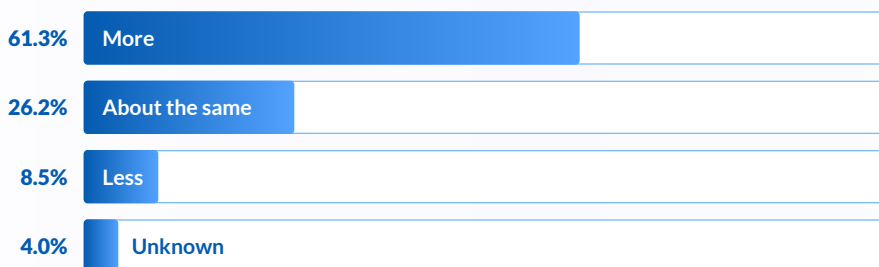 61.3% More
26.2% About the same
8.5% Less
4.0% Unknown